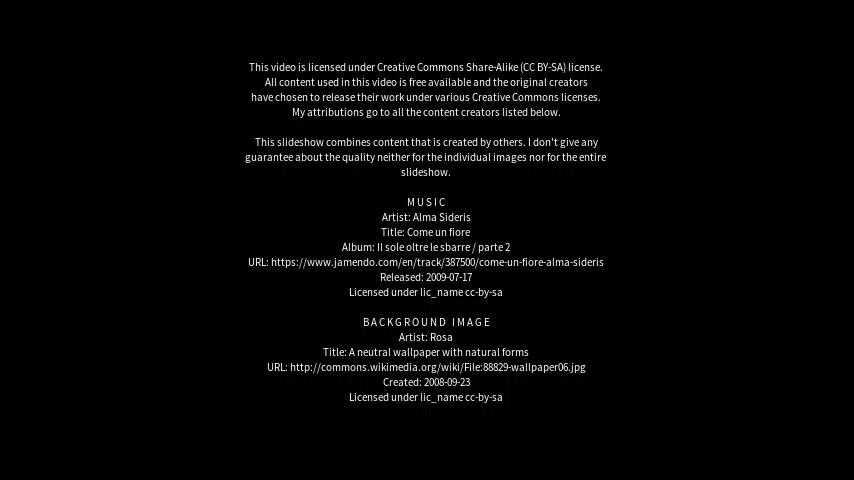 This video is licensed under Creative Commons Share-Alike (CC BY-SA) license.
All content used in this video is free available and the original creators
have chosen to release their work under various Creative Commons licenses.
My attributions go to all the content creators listed below.
This slideshow combines content that is created by others. I don't give any
guarantee about the quality neither for the individual images nor for the entire
slideshow.
MUSIC
Artist: Alma Sideris
Title: Come un fiore
Album: Il sole oltre le sbarre / parte 2
URL: https://www.jamendo.com/en/track/387500/come-un-fiore-alma-sideris
Released: 2009-07-17
Licensed under lic_name cc-by-sa
BACKGROUND IMAGE
Artist: Rosa
Title: A neutral wallpaper with natural forms
URL: http://commons.wikimedia.org/wiki/File:88829-wallpaper06.jpg
Created: 2008-09-23
Licensed under lic_name cc-by-sa